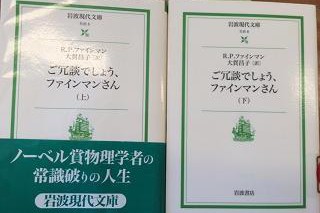 岩波現代文庫
R.P.ファインマン
大貫昌子〔訳〕
ご冗談でしょう、
ファインマンさん
〔上〕
ノーベル賞物理学者の
常識破りの人生
岩波現代文庫
岩波現代文庫
R.P.ファインマン
大貫昌子〔訳〕
ご冗談でしょう、
ファインマンさん
〔下〕
岩波書店